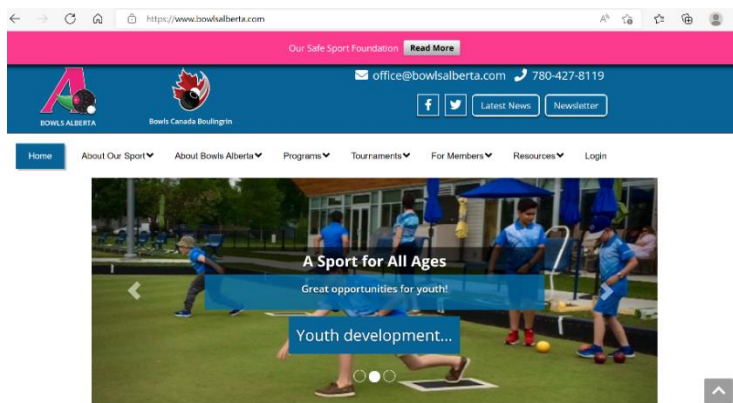 https://www.bowlsalberta.com
Our Safe Sport Foundation Read More
office@bowlsalberta.com 780-427-8119
f Latest News Newsletter
BOWLS ALBERTA
Bowls Canada Boulingrin
Home About Our Sport About Bowls Alberta Programs Tournaments For Members Resources Login
A Sport for All Ages
Great opportunities for youth!
Youth development...